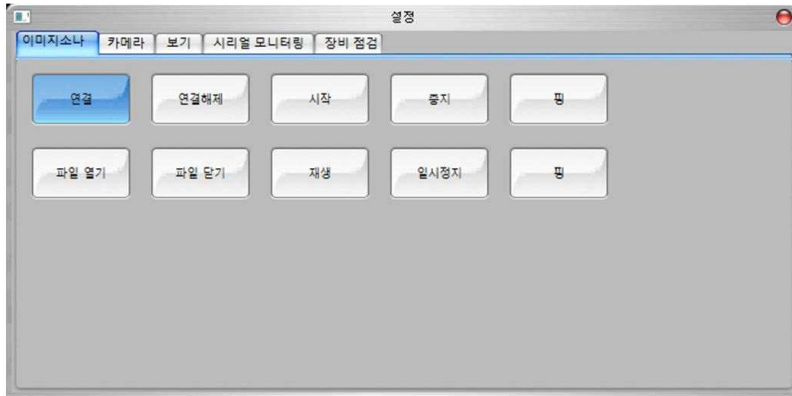 설정
이미지소나 카메라 보기 시리얼 모니터링 장비 점검
연결 연결해제 시작 중지 핑
파일 열기 파일 닫기 재생 일시정지 핑